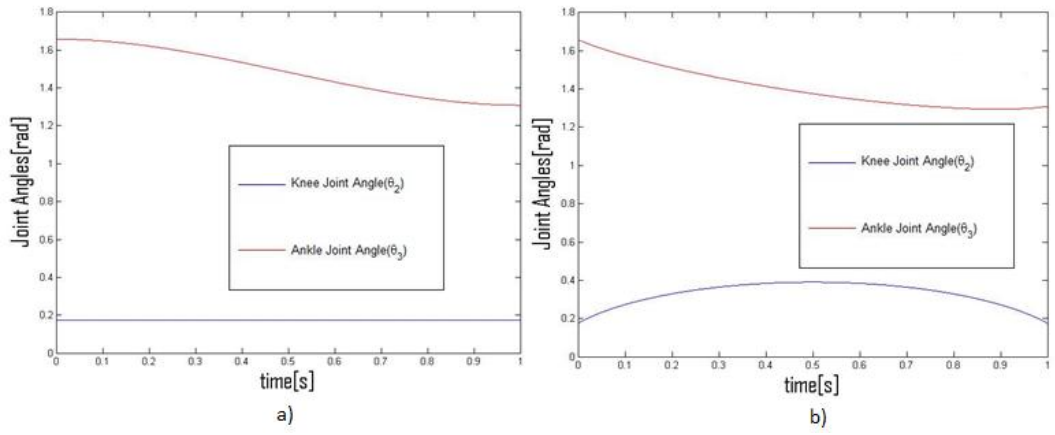 1.8
1.6
1.4
1.2
1
0.8
0.6
0.4
0.2
0
Joint Angles[rad]
Knee Joint Angle(θ2)
Ankle Joint Angle(θ3)
0 0.1 0.2 0.3 0.4 0.5 0.6 0.7 0.8 0.9 1
time[s]
a)
1.8
1.6
1.4
1.2
1
0.8
0.6
0.4
0.2
0
Joint Angles[rad]
Knee Joint Angle(θ2)
Ankle Joint Angle(θ3)
0 0.1 0.2 0.3 0.4 0.5 0.6 0.7 0.8 0.9 1
time[s]
b)